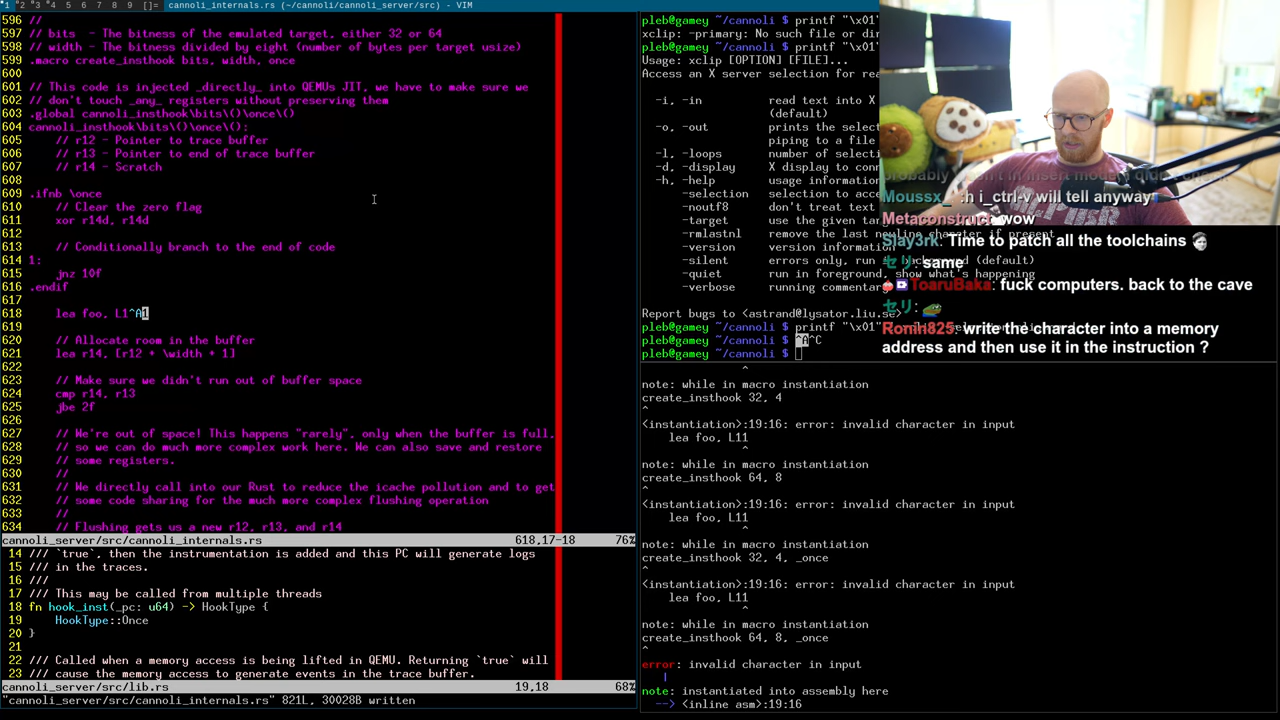 1 2 3 4 5 6 7 8 9 []= cannoli_internals.rs (~/cannoli/cannoli_server/src) - VIM
596 //
597 // bits  - The bitness of the emulated target, either 32 or 64
598 // width - The bitness divided by eight (number of bytes per target usize)
599 .macro create_insthook bits, width, once
600
601 // This code is injected _directly_ into QEMUs JIT, we have to make sure we
602 // don't touch _any_ registers without preserving them
603 .global cannoli_insthook\bits\()\once\()
604 cannoli_insthook\bits\()\once\():
605     // r12 - Pointer to trace buffer
606     // r13 - Pointer to end of trace buffer
607     // r14 - Scratch
608
609 .ifnb \once
610     // Clear the zero flag
611     xor r14d, r14d
612
613     // Conditionally branch to the end of code
614 1:
615     jnz 10f
616 .endif
617
618     lea foo, L1^A1
619
620     // Allocate room in the buffer
621     lea r14, [r12 + \width + 1]
622
623     // Make sure we didn't run out of buffer space
624     cmp r14, r13
625     jbe 2f
626
627     // We're out of space! This happens "rarely", only when the buffer is full,
628     // so we can do much more complex work here. We can also save and restore
629     // some registers.
630     //
631     // We directly call into our Rust to reduce the icache pollution and to get
632     // some code sharing for the much more complex flushing operation
633     //
634     // Flushing gets us a new r12, r13, and r14
cannoli_server/src/cannoli_internals.rs 618,17-18 76%
14 /// `true`, then the instrumentation is added and this PC will generate logs
15 /// in the traces.
16 ///
17 /// This may be called from multiple threads
18 fn hook_inst(_pc: u64) -> HookType {
19     HookType::Once
20 }
21
22 /// Called when a memory access is being lifted in QEMU. Returning `true` will
23 /// cause the memory access to generate events in the trace buffer.
cannoli_server/src/lib.rs 19,18 68%
"cannoli_server/src/cannoli_internals.rs" 821L, 30028B written
pleb@gamey ~/cannoli $ printf "\x01"
xclip: -primary: No such file or dir
pleb@gamey ~/cannoli $ printf "\x01"
Usage: xclip [OPTION] [FILE]...
Access an X server selection for rea
-i, -in read text into X
(default)
-o, -out prints the select
piping to a file
-l, -loops number of selecti
-d, -display X display to conn
-h, -help usage information
-selection selection to acce
-noutf8 don't treat text
-target use the given targ
-rmlastnl remove the last newline character if present
-version version information
-silent errors only, run in background (default)
-quiet run in foreground, show what's happening
-verbose running commentary
Report bugs to <astrand@lysator.liu.se>
pleb@gamey ~/cannoli $ printf "\x01"
pleb@gamey ~/cannoli $ ^A^C
pleb@gamey ~/cannoli $
^
note: while in macro instantiation
create_insthook 32, 4
^
<instantiation>:19:16: error: invalid character in input
lea foo, L11
^
note: while in macro instantiation
create_insthook 64, 8
^
<instantiation>:19:16: error: invalid character in input
lea foo, L11
^
note: while in macro instantiation
create_insthook 32, 4, _once
^
<instantiation>:19:16: error: invalid character in input
lea foo, L11
^
note: while in macro instantiation
create_insthook 64, 8, _once
^
error: invalid character in input
|
note: instantiated into assembly here
--> <inline asm>:19:16
Moussx_: :h i_ctrl-v will tell anyway
Metaconstruct: wow
Slay3rk: Time to patch all the toolchains
セリ: same
ToaruBaka: fuck computers. back to the cave
セリ:
Romih825: write the character into a memory
address and then use it in the instruction ?